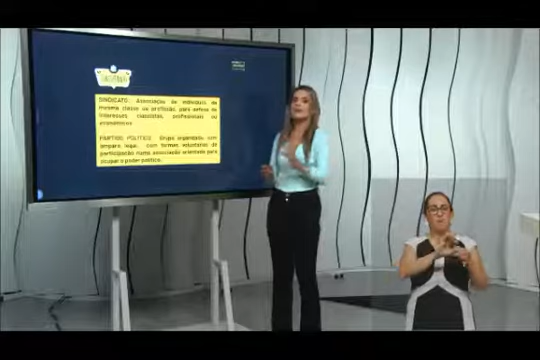 SINDICATO: Associação de indivíduos da
mesma classe ou profissão, para defesa de
interesses classistas, profissionais ou
econômicos.
PARTIDO POLÍTICO: Grupo organizado, com
amparo legal, com formas voluntárias de
participação numa associação orientada para
ocupar o poder político.